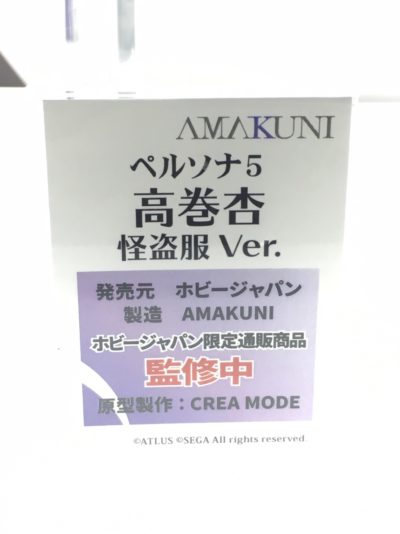 AMAKUNI
ペルソナ5
高巻杏
怪盗服 Ver.
発売元 ホビージャパン
製造 AMAKUNI
ホビージャパン限定通販商品
監修中
原型製作：CREA MODE
©ATLUS ©SEGA All rights reserved.